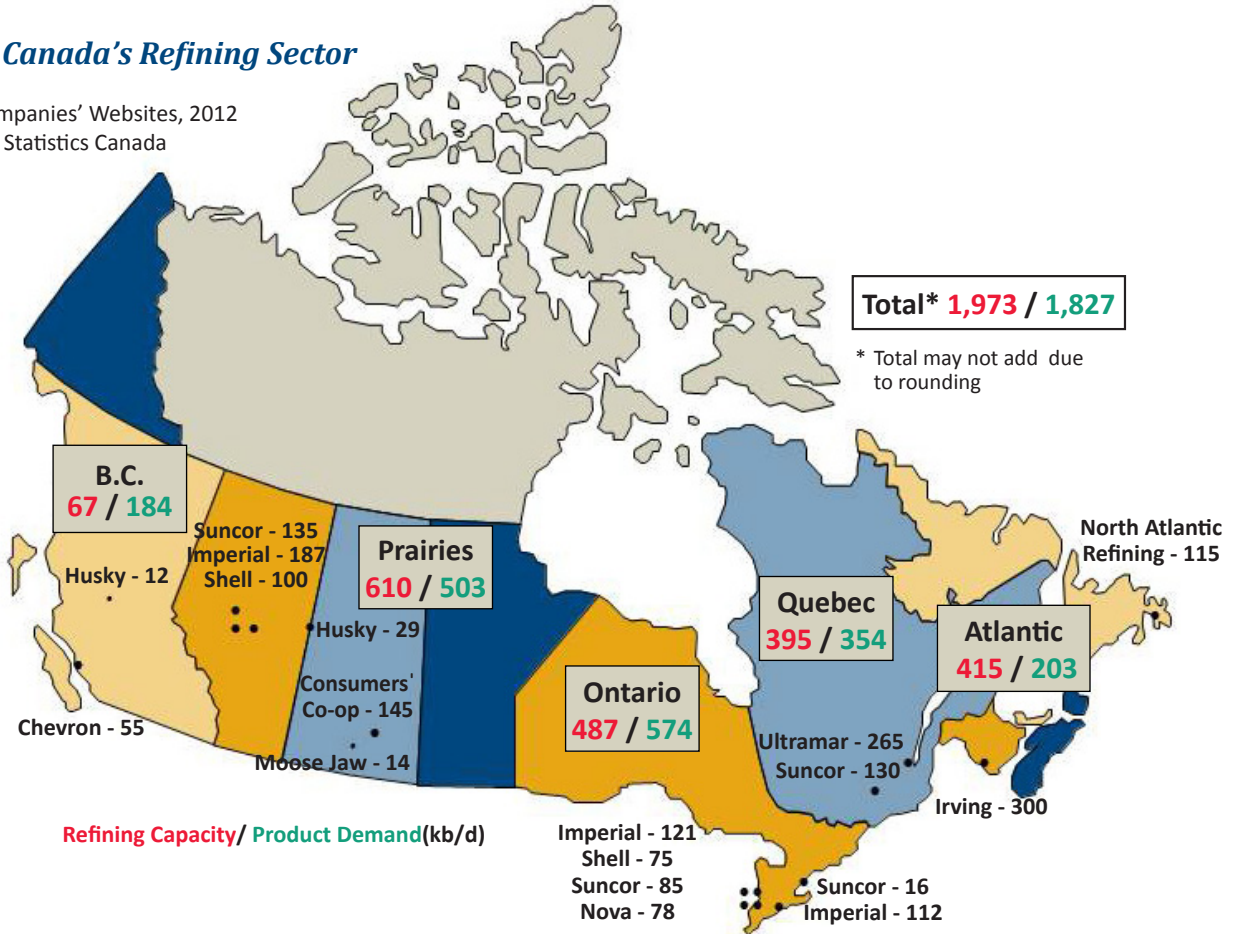 Canada's Refining Sector
mpanies' Websites, 2012
Statistics Canada
Total* 1,973 / 1,827
* Total may not add due
to rounding
B.C.
67 / 184
Suncor - 135
Imperial - 187
Shell - 100
Husky - 12
Chevron - 55
Prairies
610 / 503
Husky - 29
Consumers'
Co-op - 145
Moose Jaw - 14
Ontario
487 / 574
Quebec
395 / 354
Ultramar - 265
Suncor - 130
Atlantic
415 / 203
North Atlantic
Refining - 115
Irving - 300
Refining Capacity/ Product Demand(kb/d)
Imperial - 121
Shell - 75
Suncor - 85
Nova - 78
Suncor - 16
Imperial - 112